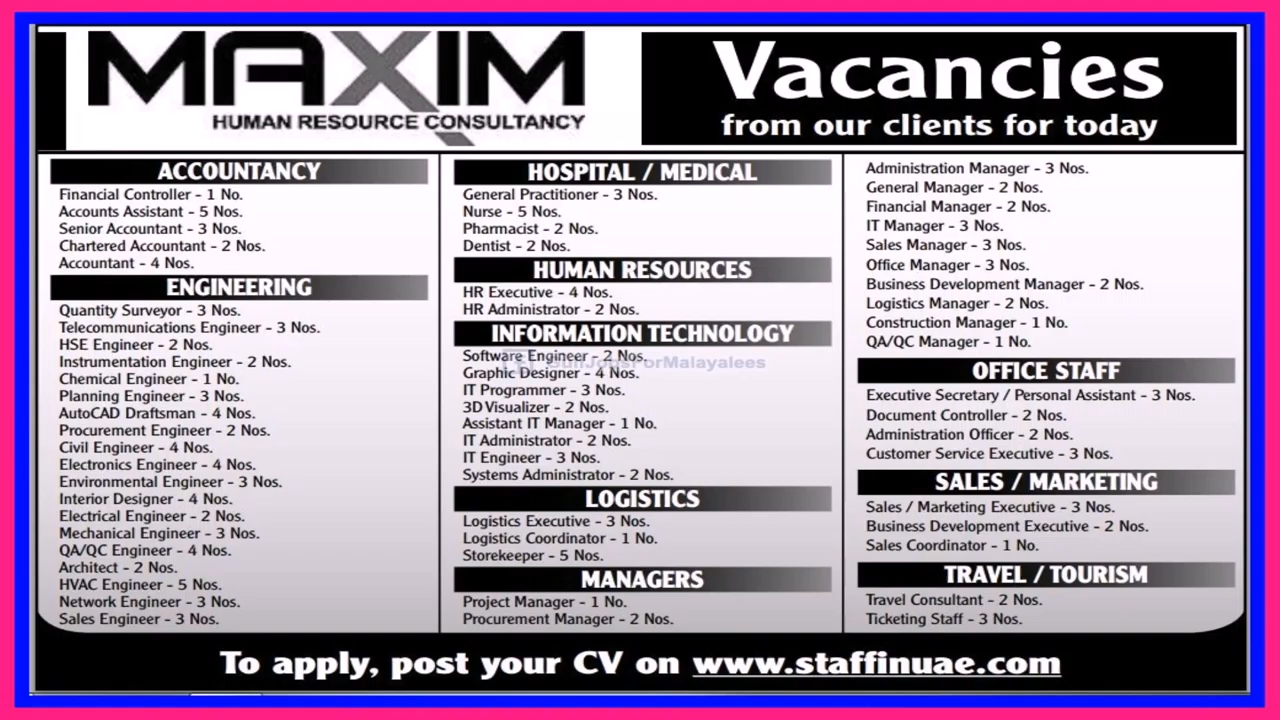 MAXIM
HUMAN RESOURCE CONSULTANCY
Vacancies
from our clients for today
ACCOUNTANCY
Financial Controller - 1 No.
Accounts Assistant - 5 Nos.
Senior Accountant - 3 Nos.
Chartered Accountant - 2 Nos.
Accountant - 4 Nos.
ENGINEERING
Quantity Surveyor - 3 Nos.
Telecommunications Engineer - 3 Nos.
HSE Engineer - 2 Nos.
Instrumentation Engineer - 2 Nos.
Chemical Engineer - 1 No.
Planning Engineer - 3 Nos.
AutoCAD Draftsman - 4 Nos.
Procurement Engineer - 2 Nos.
Civil Engineer - 4 Nos.
Electronics Engineer - 4 Nos.
Environmental Engineer - 3 Nos.
Interior Designer - 4 Nos.
Electrical Engineer - 2 Nos.
Mechanical Engineer - 3 Nos.
QA/QC Engineer - 4 Nos.
Architect - 2 Nos.
HVAC Engineer - 5 Nos.
Network Engineer - 3 Nos.
Sales Engineer - 3 Nos.
HOSPITAL / MEDICAL
General Practitioner - 3 Nos.
Nurse - 5 Nos.
Pharmacist - 2 Nos.
Dentist - 2 Nos.
HUMAN RESOURCES
HR Executive - 4 Nos.
HR Administrator - 2 Nos.
INFORMATION TECHNOLOGY
Software Engineer - 2 Nos.
GulfJobsForMalayalees
Graphic Designer - 4 Nos.
IT Programmer - 3 Nos.
3D Visualizer - 2 Nos.
Assistant IT Manager - 1 No.
IT Administrator - 2 Nos.
IT Engineer - 3 Nos.
Systems Administrator - 2 Nos.
LOGISTICS
Logistics Executive - 3 Nos.
Logistics Coordinator - 1 No.
Storekeeper - 5 Nos.
MANAGERS
Project Manager - 1 No.
Procurement Manager - 2 Nos.
Administration Manager - 3 Nos.
General Manager - 2 Nos.
Financial Manager - 2 Nos.
IT Manager - 3 Nos.
Sales Manager - 3 Nos.
Office Manager - 3 Nos.
Business Development Manager - 2 Nos.
Logistics Manager - 2 Nos.
Construction Manager - 1 No.
QA/QC Manager - 1 No.
OFFICE STAFF
Executive Secretary / Personal Assistant - 3 Nos.
Document Controller - 2 Nos.
Administration Officer - 2 Nos.
Customer Service Executive - 3 Nos.
SALES / MARKETING
Sales / Marketing Executive - 3 Nos.
Business Development Executive - 2 Nos.
Sales Coordinator - 1 No.
TRAVEL / TOURISM
Travel Consultant - 2 Nos.
Ticketing Staff - 3 Nos.
To apply, post your CV on www.staffinuae.com